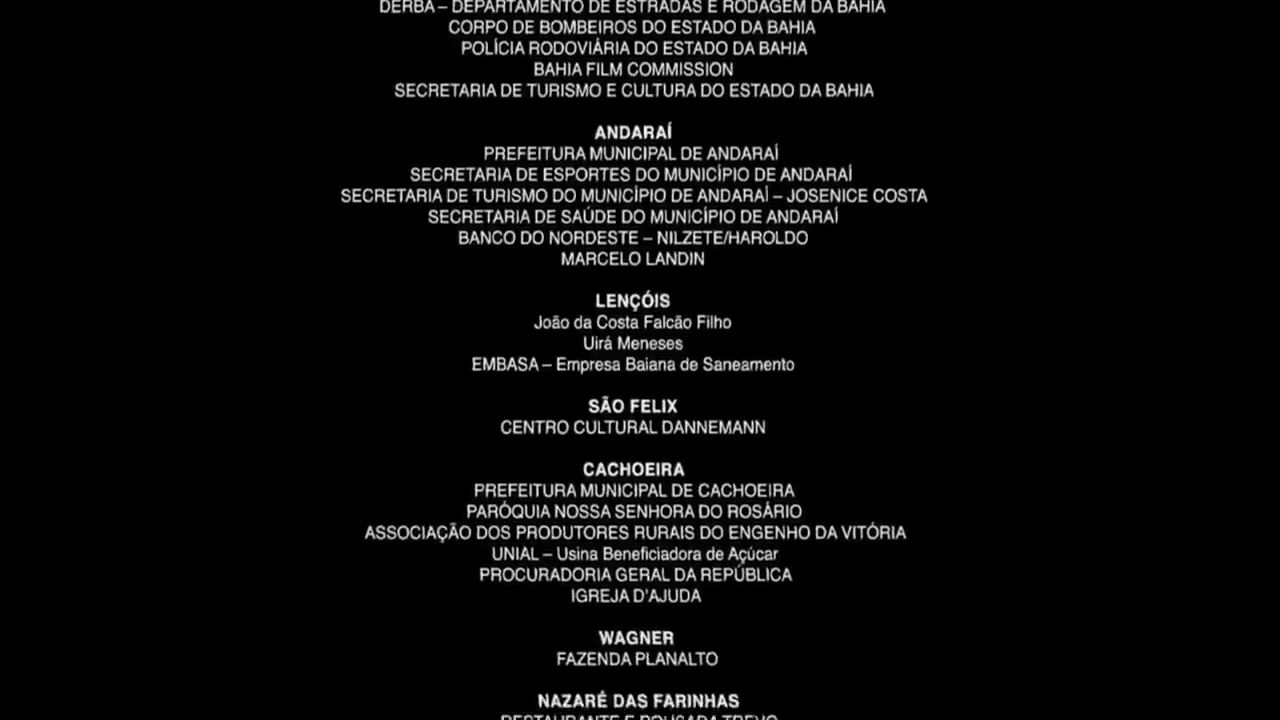 DERBA – DEPARTAMENTO DE ESTRADAS E RODAGEM DA BAHIA
CORPO DE BOMBEIROS DO ESTADO DA BAHIA
POLÍCIA RODOVIÁRIA DO ESTADO DA BAHIA
BAHIA FILM COMMISSION
SECRETARIA DE TURISMO E CULTURA DO ESTADO DA BAHIA
ANDARAÍ
PREFEITURA MUNICIPAL DE ANDARAÍ
SECRETARIA DE ESPORTES DO MUNICÍPIO DE ANDARAÍ
SECRETARIA DE TURISMO DO MUNICÍPIO DE ANDARAÍ – JOSENICE COSTA
SECRETARIA DE SAÚDE DO MUNICÍPIO DE ANDARAÍ
BANCO DO NORDESTE – NILZETE/HAROLDO
MARCELO LANDIN
LENÇÓIS
João da Costa Falcão Filho
Uirá Meneses
EMBASA – Empresa Baiana de Saneamento
SÃO FELIX
CENTRO CULTURAL DANNEMANN
CACHOEIRA
PREFEITURA MUNICIPAL DE CACHOEIRA
PARÓQUIA NOSSA SENHORA DO ROSÁRIO
ASSOCIAÇÃO DOS PRODUTORES RURAIS DO ENGENHO DA VITÓRIA
UNIAL – Usina Beneficiadora de Açúcar
PROCURADORIA GERAL DA REPÚBLICA
IGREJA D'AJUDA
WAGNER
FAZENDA PLANALTO
NAZARÉ DAS FARINHAS
RESTAURANTE E POUSADA TREVO